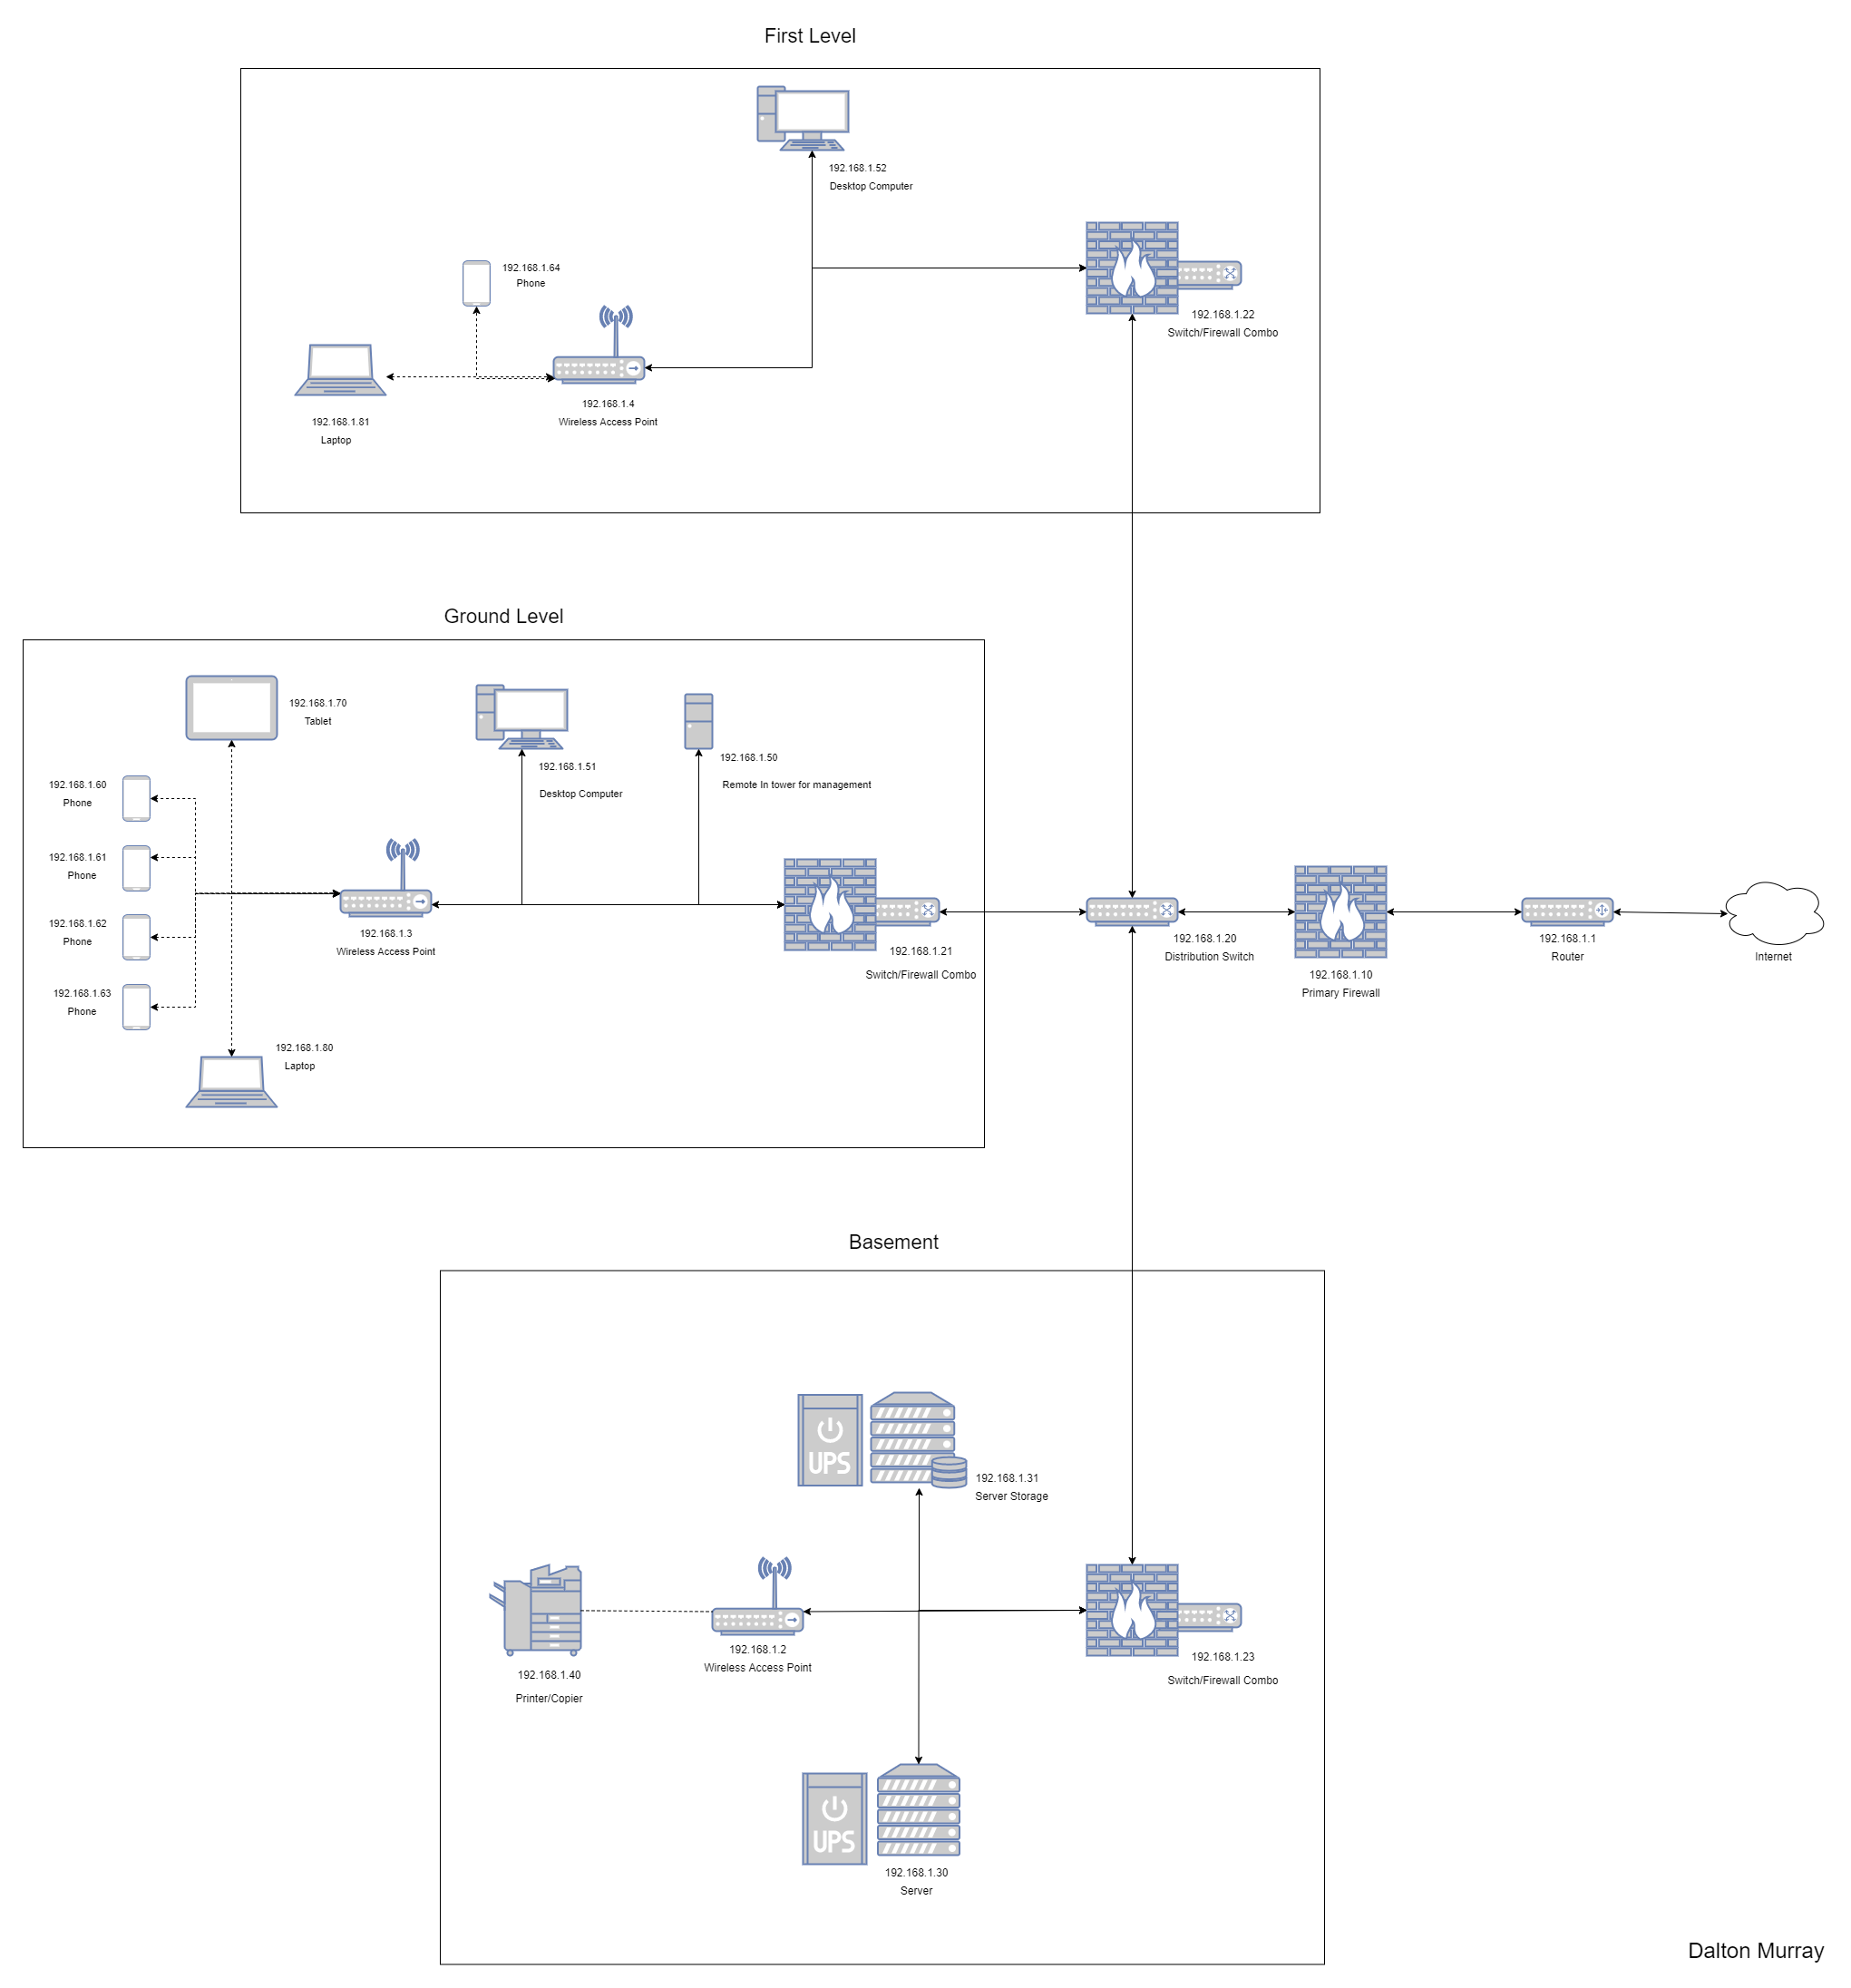 First Level
192.168.1.52
Desktop Computer
192.168.1.64
Phone
192.168.1.22
Switch/Firewall Combo
192.168.1.4
Wireless Access Point
192.168.1.81
Laptop
Ground Level
192.168.1.70
Tablet
192.168.1.51
Desktop Computer
192.168.1.50
Remote In tower for management
192.168.1.60
Phone
192.168.1.61
Phone
192.168.1.62
Phone
192.168.1.63
Phone
192.168.1.3
Wireless Access Point
192.168.1.21
Switch/Firewall Combo
192.168.1.80
Laptop
192.168.1.20
Distribution Switch
192.168.1.10
Primary Firewall
192.168.1.1
Router
Internet
Basement
UPS
192.168.1.31
Server Storage
192.168.1.40
Printer/Copier
192.168.1.2
Wireless Access Point
192.168.1.23
Switch/Firewall Combo
UPS
192.168.1.30
Server
Dalton Murray